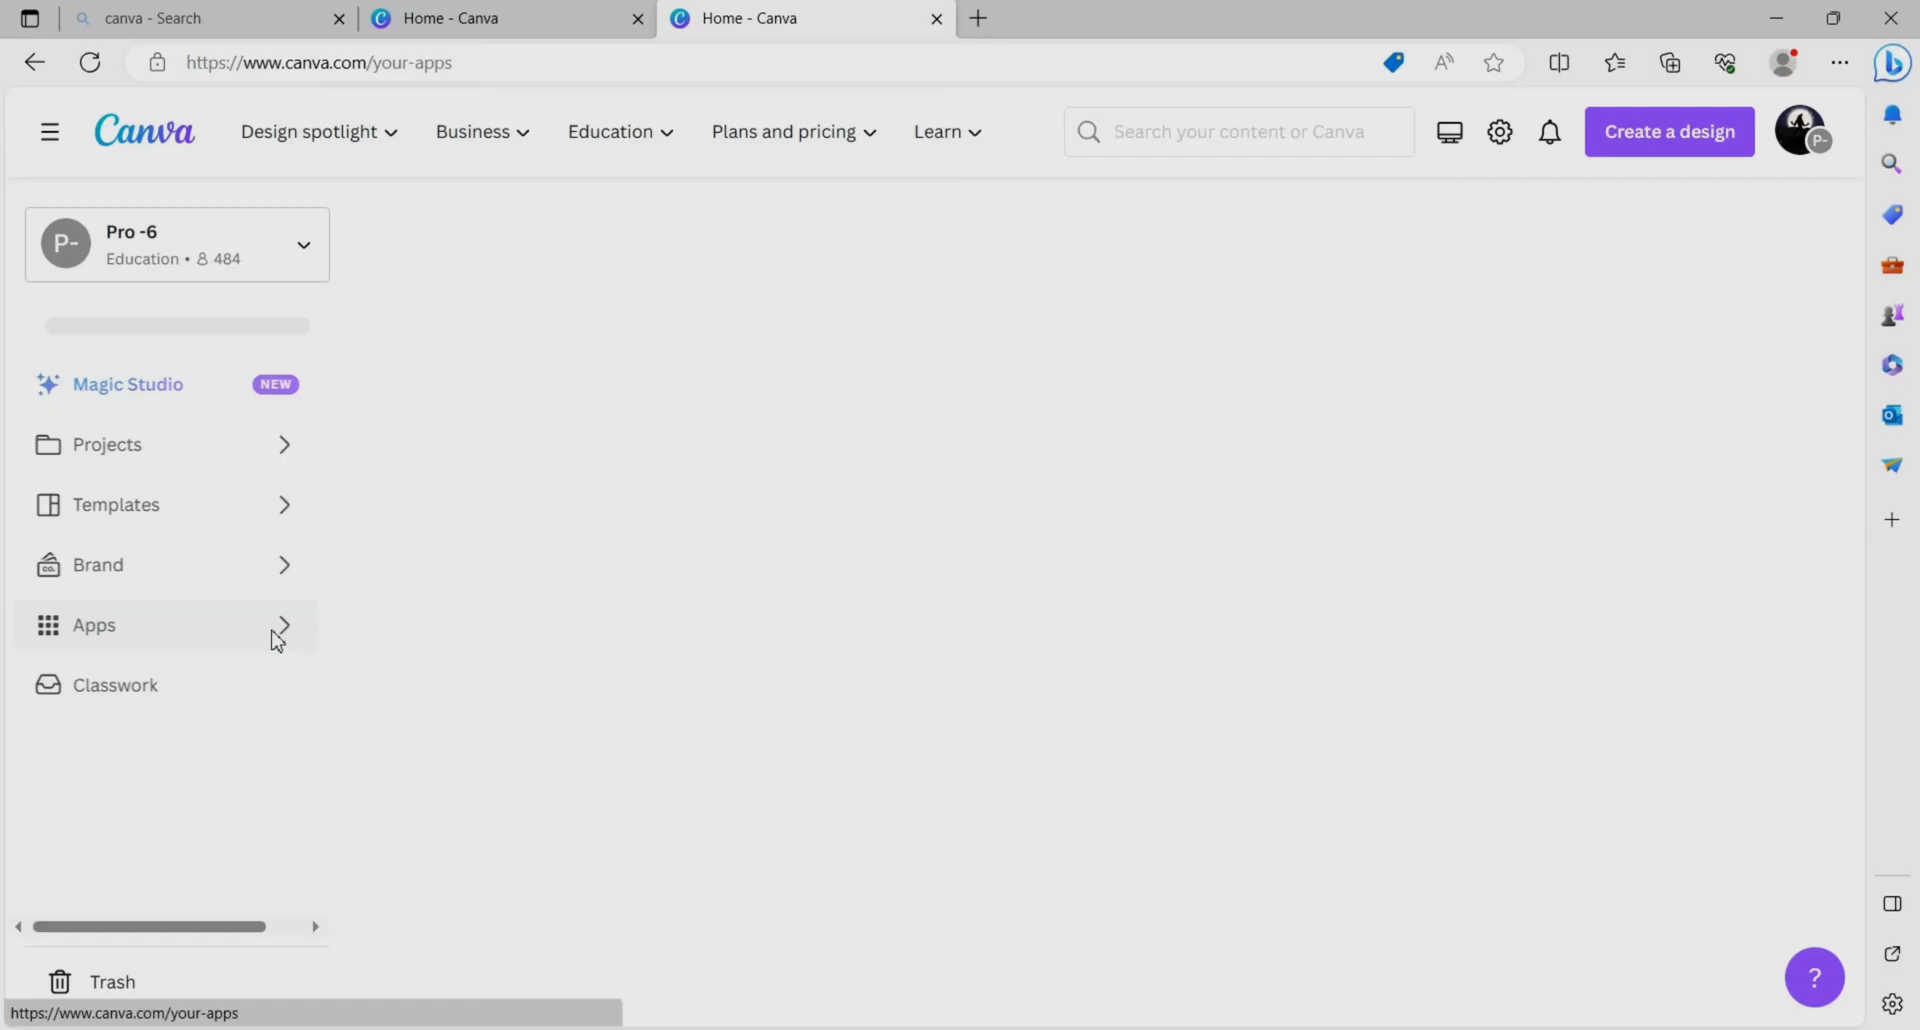 canva - Search
Home - Canva
Home - Canva
https://www.canva.com/your-apps
Canva
Design spotlight
Business
Education
Plans and pricing
Learn
Search your content or Canva
Create a design
P-
P-
Pro -6
Education • 484
Magic Studio
NEW
Projects
Templates
CO.
Brand
Apps
Classwork
Trash
?
https://www.canva.com/your-apps